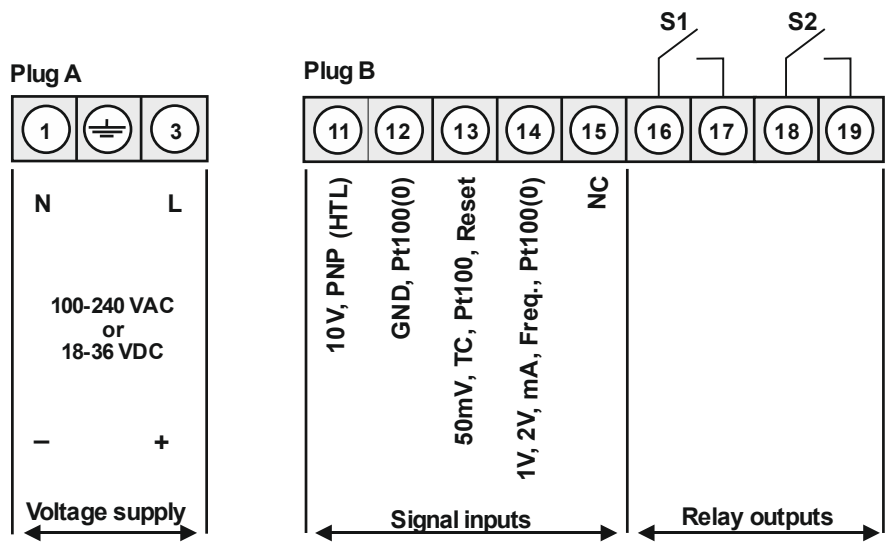 S1 S2
Plug A Plug B
1 3 11 12 13 14 15 16 17 18 19
N L
10V, PNP (HTL)
GND, Pt100(0)
50mV, TC, Pt100, Reset
1V, 2V, mA, Freq., Pt100(0)
NC
100-240 VAC
or
18-36 VDC
– +
Voltage supply Signal inputs Relay outputs